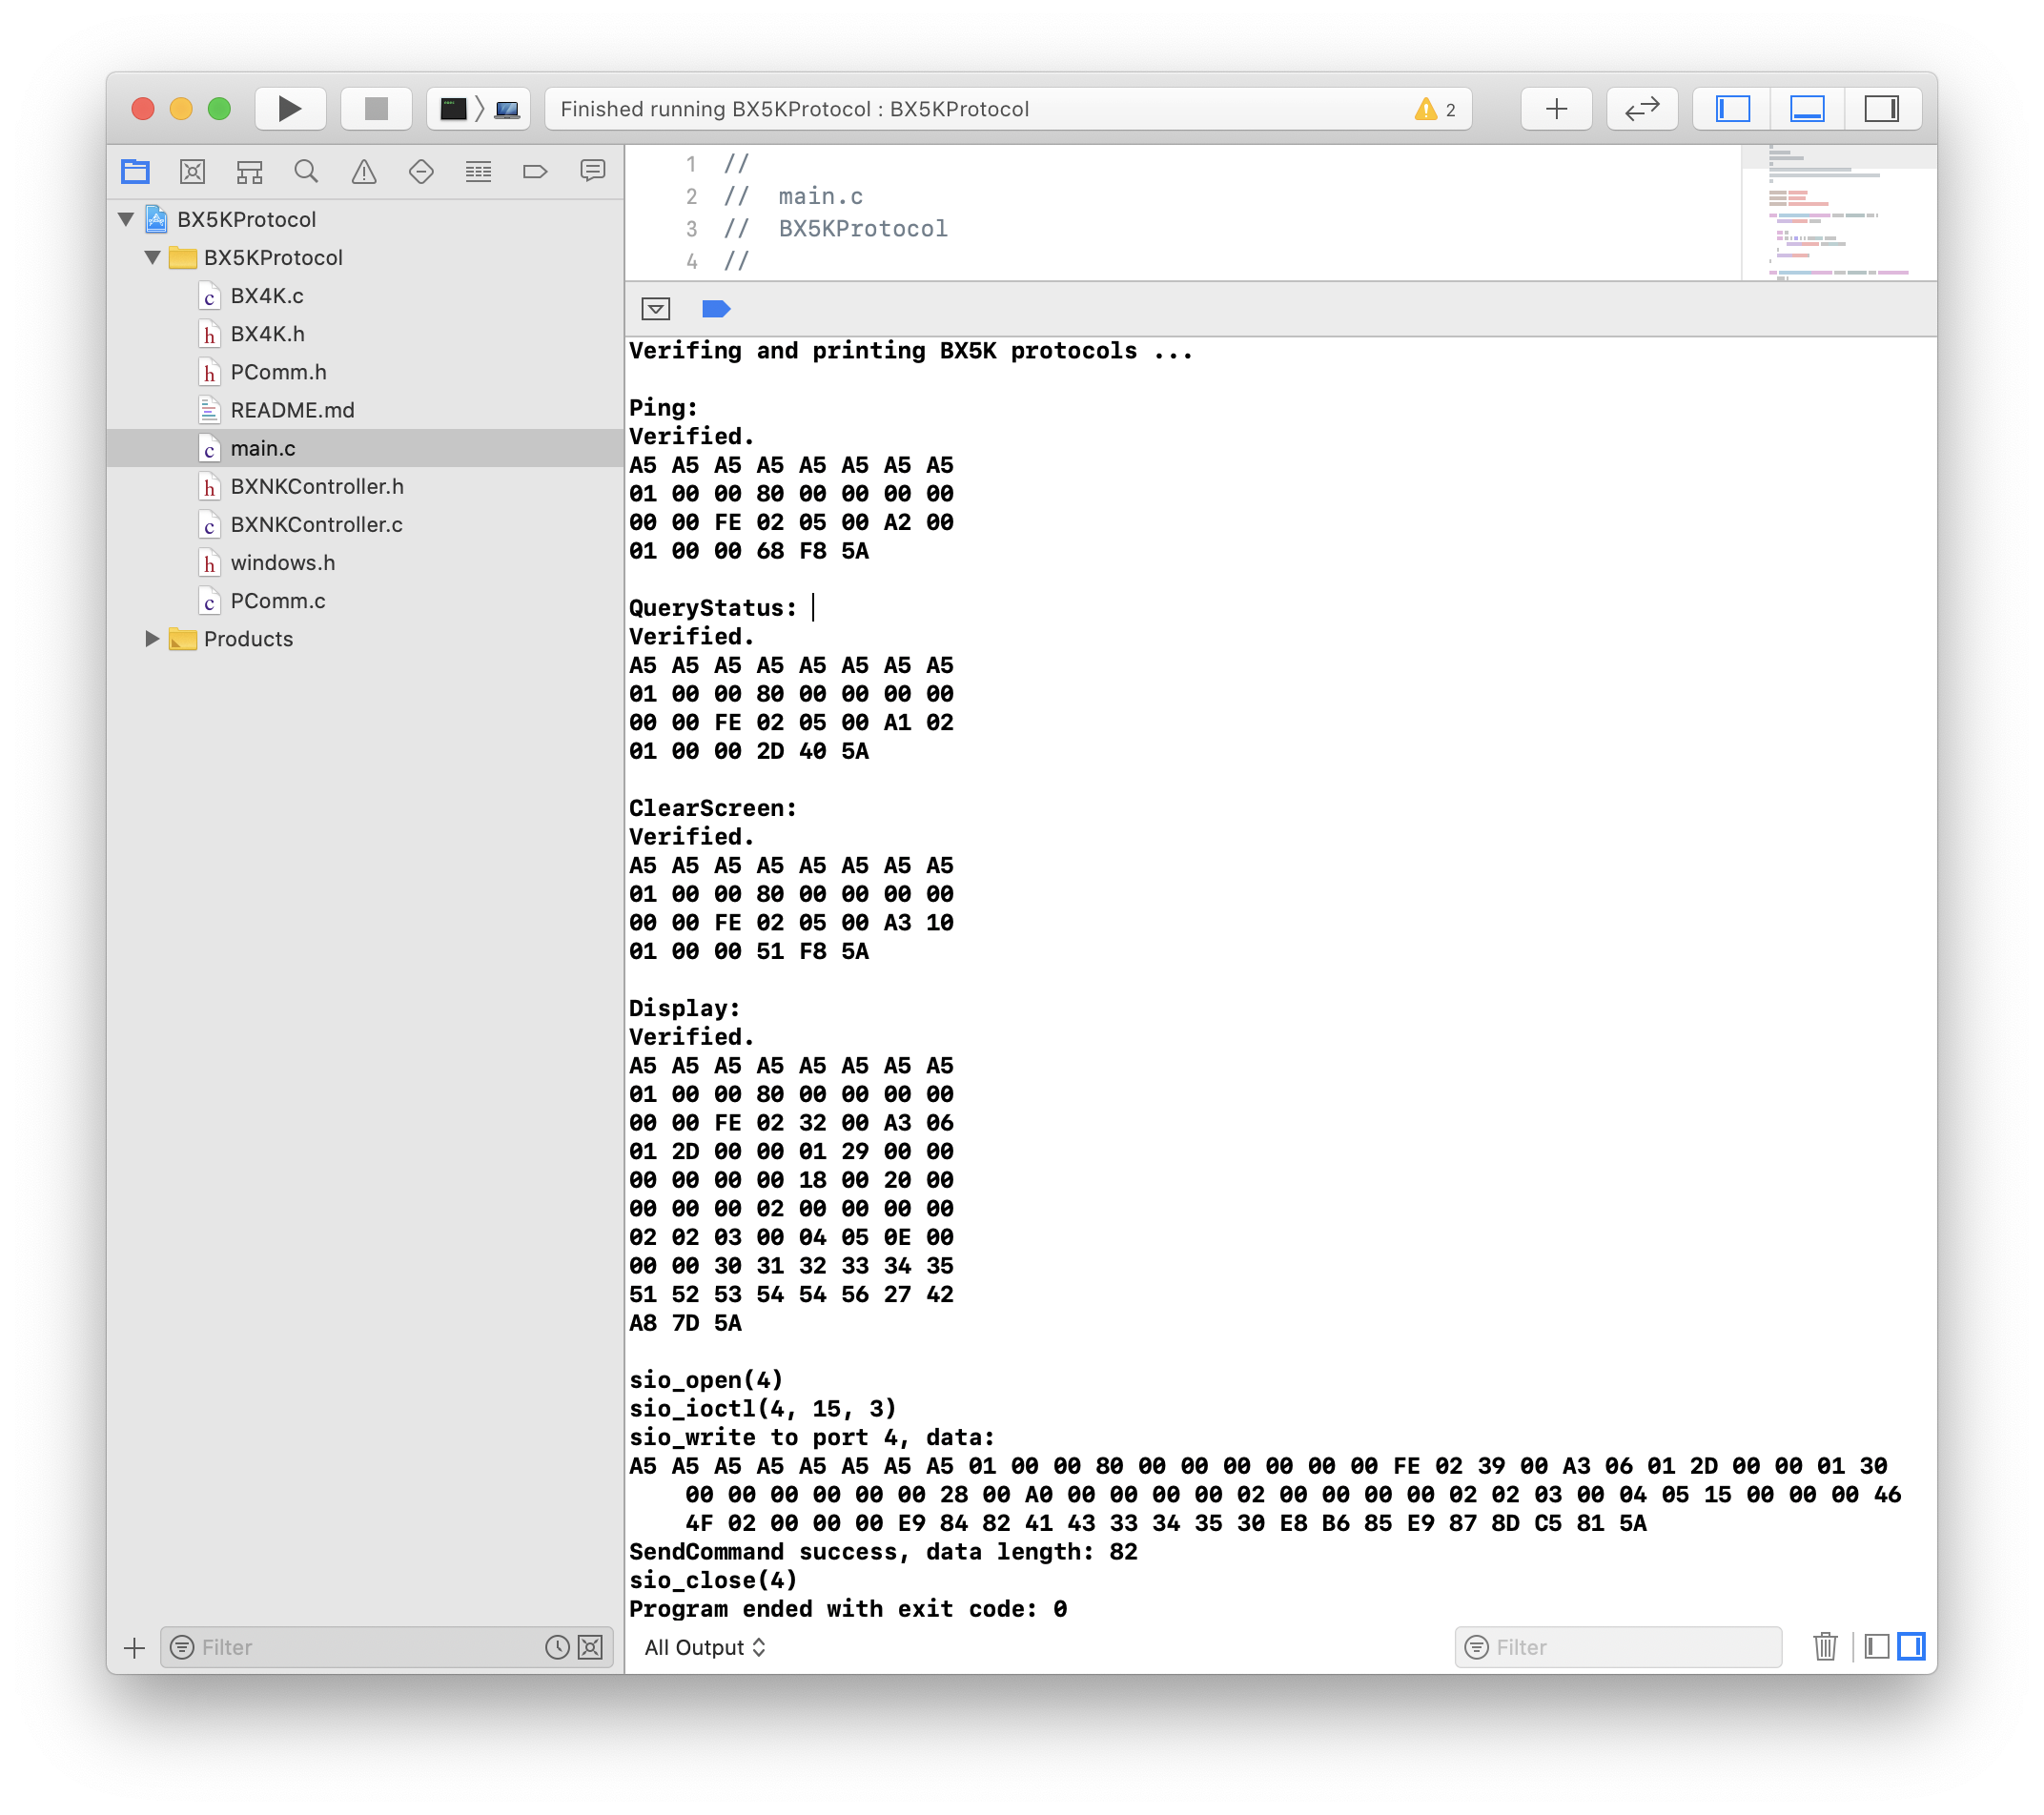 Finished running BX5KProtocol : BX5KProtocol
2
BX5KProtocol
BX5KProtocol
BX4K.c
BX4K.h
PComm.h
README.md
main.c
BXNKController.h
BXNKController.c
windows.h
PComm.c
Products
Filter
1 //
2 // main.c
3 // BX5KProtocol
4 //
Verifing and printing BX5K protocols ...
Ping:
Verified.
A5 A5 A5 A5 A5 A5 A5 A5
01 00 00 80 00 00 00 00
00 00 FE 02 05 00 A2 00
01 00 00 68 F8 5A
QueryStatus:
Verified.
A5 A5 A5 A5 A5 A5 A5 A5
01 00 00 80 00 00 00 00
00 00 FE 02 05 00 A1 02
01 00 00 2D 40 5A
ClearScreen:
Verified.
A5 A5 A5 A5 A5 A5 A5 A5
01 00 00 80 00 00 00 00
00 00 FE 02 05 00 A3 10
01 00 00 51 F8 5A
Display:
Verified.
A5 A5 A5 A5 A5 A5 A5 A5
01 00 00 80 00 00 00 00
00 00 FE 02 32 00 A3 06
01 2D 00 00 01 29 00 00
00 00 00 00 18 00 20 00
00 00 00 02 00 00 00 00
02 02 03 00 04 05 0E 00
00 00 30 31 32 33 34 35
51 52 53 54 54 56 27 42
A8 7D 5A
sio_open(4)
sio_ioctl(4, 15, 3)
sio_write to port 4, data:
A5 A5 A5 A5 A5 A5 A5 A5 01 00 00 80 00 00 00 00 00 00 FE 02 39 00 A3 06 01 2D 00 00 01 30
00 00 00 00 00 00 28 00 A0 00 00 00 00 02 00 00 00 00 02 02 03 00 04 05 15 00 00 00 46
4F 02 00 00 00 E9 84 82 41 43 33 34 35 30 E8 B6 85 E9 87 8D C5 81 5A
SendCommand success, data length: 82
sio_close(4)
Program ended with exit code: 0
All Output
Filter